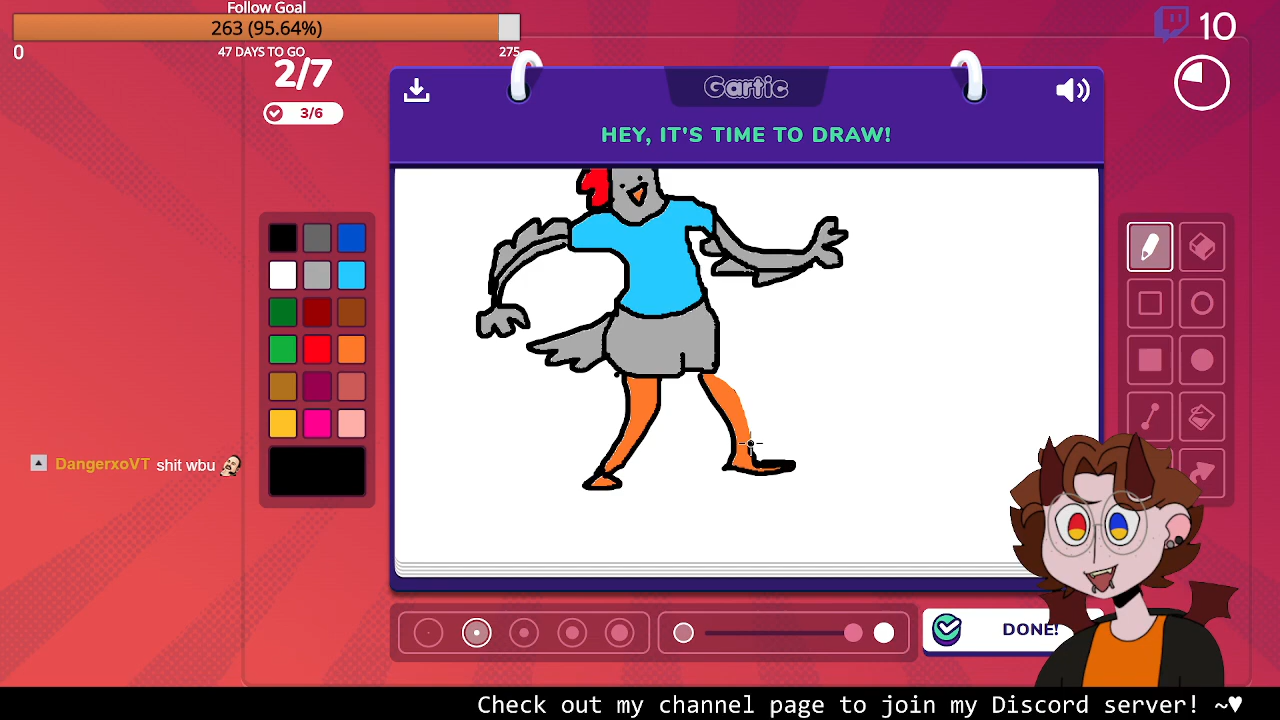 Follow Goal
263 (95.64%)
0
47 DAYS TO GO
275
2/7
3/6
10
Gartic
HEY, IT'S TIME TO DRAW!
DangerxoVT shit wbu
DONE!
Check out my channel page to join my Discord server! ~♥